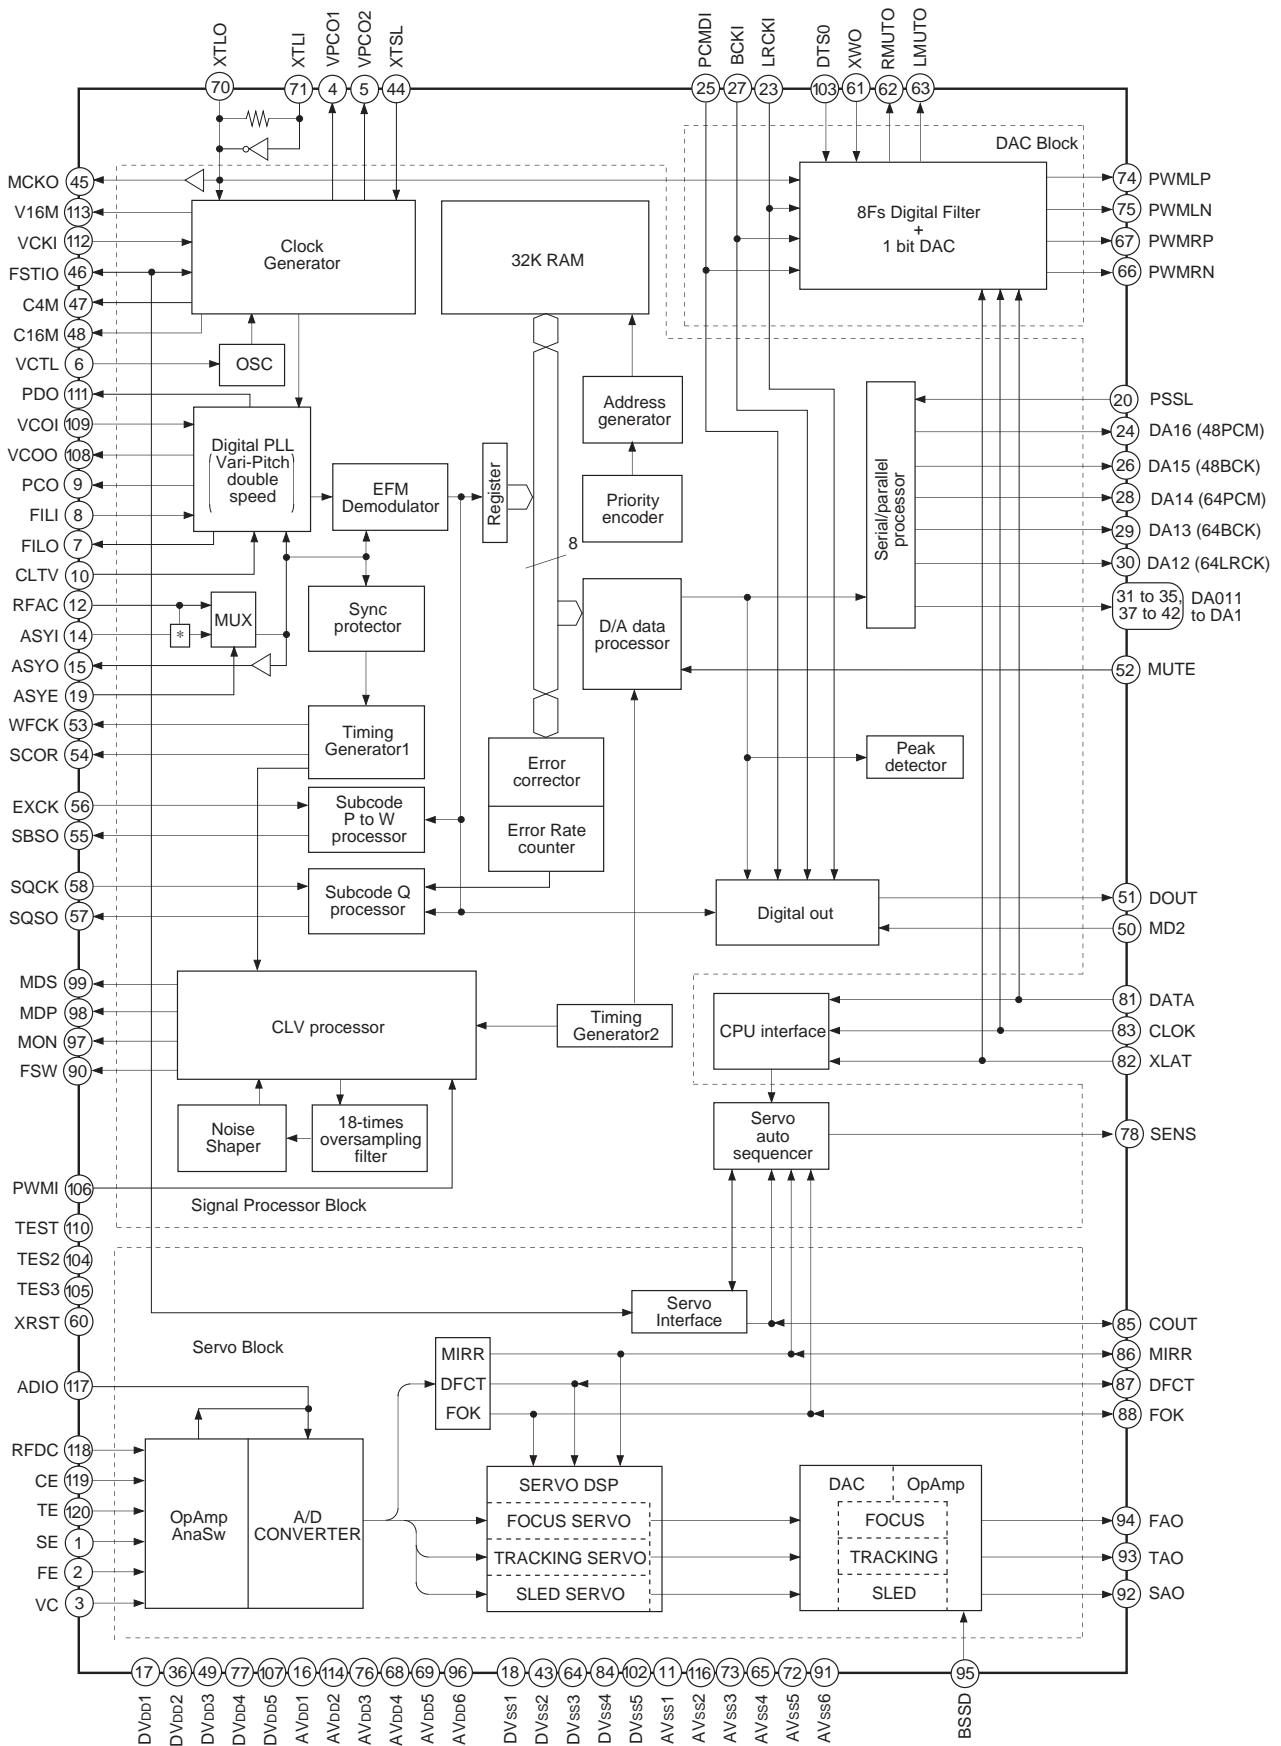 XTLO
XTLI
VPCO1
VPCO2
XTSL
PCMDI
BCKI
LRCKI
DTS0
XWO
RMUTO
LMUTO
70
71
4
5
44
25
27
23
103
61
62
63
DAC Block
MCKO 45
V16M 113
VCKI 112
FSTIO 46
C4M 47
C16M 48
VCTL 6
PDO 111
VCOI 109
VCOO 108
PCO 9
FILI 8
FILO 7
CLTV 10
RFAC 12
ASYI 14
ASYO 15
ASYE 19
WFCK 53
SCOR 54
EXCK 56
SBSO 55
SQCK 58
SQSO 57
MDS 99
MDP 98
MON 97
FSW 90
PWMI 106
TEST 110
TES2 104
TES3 105
XRST 60
ADIO 117
RFDC 118
CE 119
TE 120
SE 1
FE 2
VC 3
Clock
Generator
32K RAM
8Fs Digital Filter
+
1 bit DAC
OSC
Digital PLL
Vari-Pitch
double
speed
EFM
Demodulator
Register
Address
generator
Priority
encoder
8
Serial/parallel
processor
MUX
*
Sync
protector
D/A data
processor
Timing
Generator1
Error
corrector
Error Rate
counter
Peak
detector
Subcode
P to W
processor
Subcode Q
processor
Digital out
CLV processor
Timing
Generator2
CPU interface
Noise
Shaper
18-times
oversampling
filter
Servo
auto
sequencer
Signal Processor Block
Servo
Interface
Servo Block
MIRR
DFCT
FOK
OpAmp
AnaSw
A/D
CONVERTER
SERVO DSP
FOCUS SERVO
TRACKING SERVO
SLED SERVO
DAC
OpAmp
FOCUS
TRACKING
SLED
74 PWMLP
75 PWMLN
67 PWMRP
66 PWMRN
20 PSSL
24 DA16 (48PCM)
26 DA15 (48BCK)
28 DA14 (64PCM)
29 DA13 (64BCK)
30 DA12 (64LRCK)
31 to 35, DA011
37 to 42 to DA1
52 MUTE
51 DOUT
50 MD2
81 DATA
83 CLOK
82 XLAT
78 SENS
85 COUT
86 MIRR
87 DFCT
88 FOK
94 FAO
93 TAO
92 SAO
17
36
49
77
107
16
114
76
68
69
96
18
43
64
84
102
11
116
73
65
72
91
95
DVDD1
DVDD2
DVDD3
DVDD4
DVDD5
AVDD1
AVDD2
AVDD3
AVDD4
AVDD5
AVDD6
DVSS1
DVSS2
DVSS3
DVSS4
DVSS5
AVSS1
AVSS2
AVSS3
AVSS4
AVSS5
AVSS6
BSSD